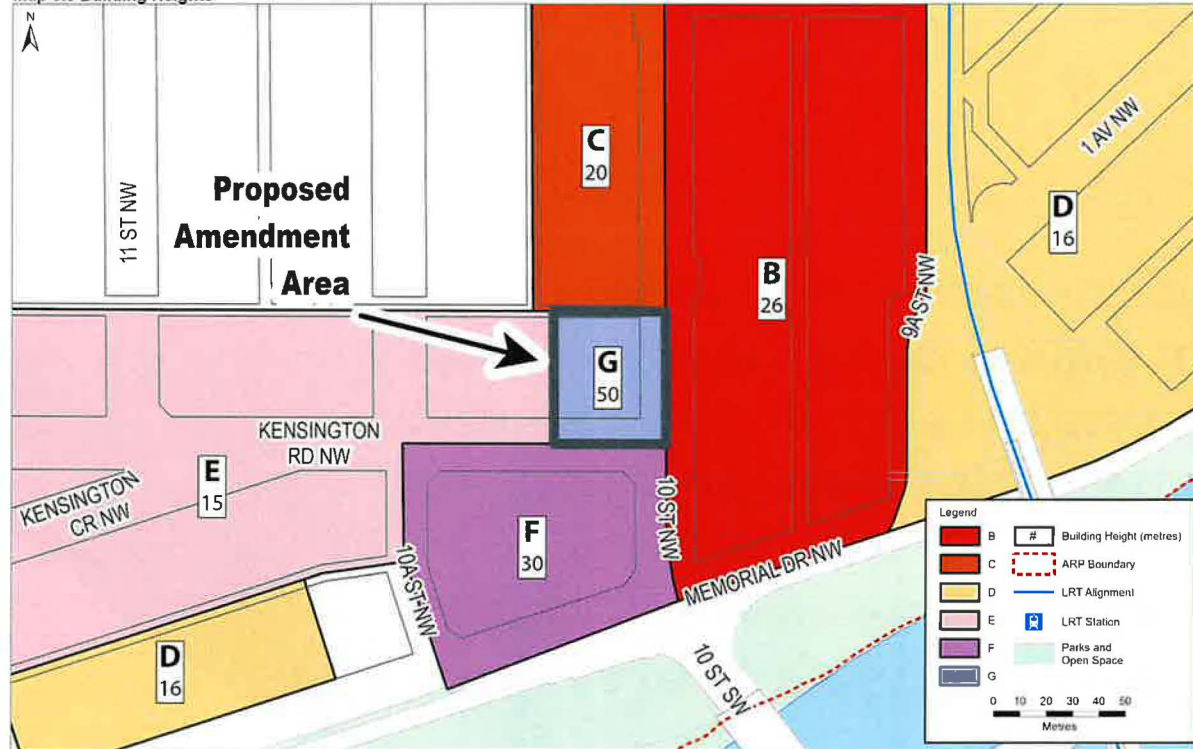 N
11 ST NW
Proposed
Amendment
Area
C
20
B
26
9A ST NW
1 AV NW
D
16
G
50
KENSINGTON
RD NW
E
15
KENSINGTON
CR NW
10 ST NW
F
30
10A ST NW
MEMORIAL DR NW
D
16
10 ST SW
Legend
B
C
D
E
F
G
# Building Height (metres)
ARP Boundary
LRT Alignment
LRT Station
Parks and
Open Space
0 10 20 30 40 50
Metres